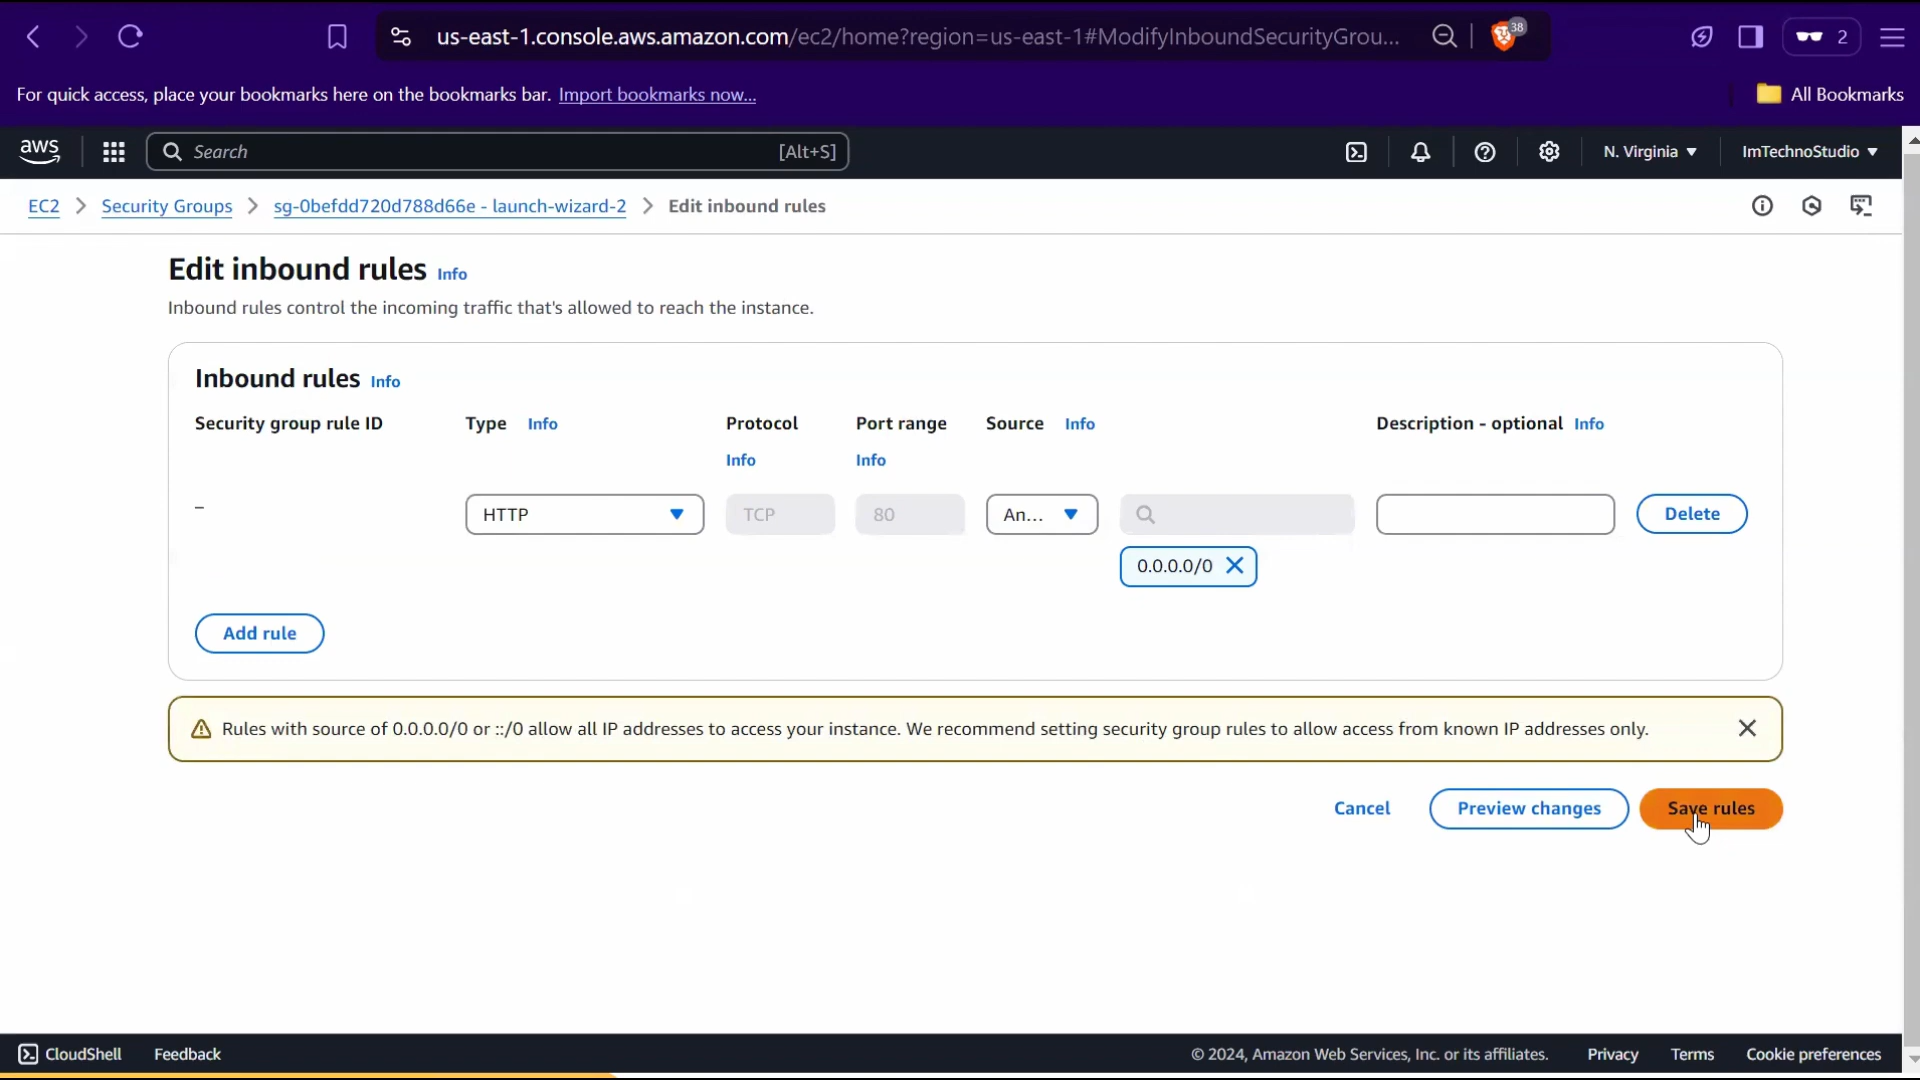 us-east-1.console.aws.amazon.com/ec2/home?region=us-east-1#ModifyInboundSecurityGrou...
38
2
For quick access, place your bookmarks here on the bookmarks bar. Import bookmarks now...
All Bookmarks
aws
Search
[Alt+S]
N. Virginia
ImTechnoStudio
EC2 > Security Groups > sg-0befdd720d788d66e - launch-wizard-2 > Edit inbound rules
Edit inbound rules Info
Inbound rules control the incoming traffic that's allowed to reach the instance.
Inbound rules Info
Security group rule ID
Type Info
Protocol
Info
Port range
Info
Source Info
Description - optional Info
–
HTTP
TCP
80
An...
Delete
0.0.0.0/0
Add rule
Rules with source of 0.0.0.0/0 or ::/0 allow all IP addresses to access your instance. We recommend setting security group rules to allow access from known IP addresses only.
Cancel
Preview changes
Save rules
CloudShell
Feedback
© 2024, Amazon Web Services, Inc. or its affiliates.
Privacy
Terms
Cookie preferences